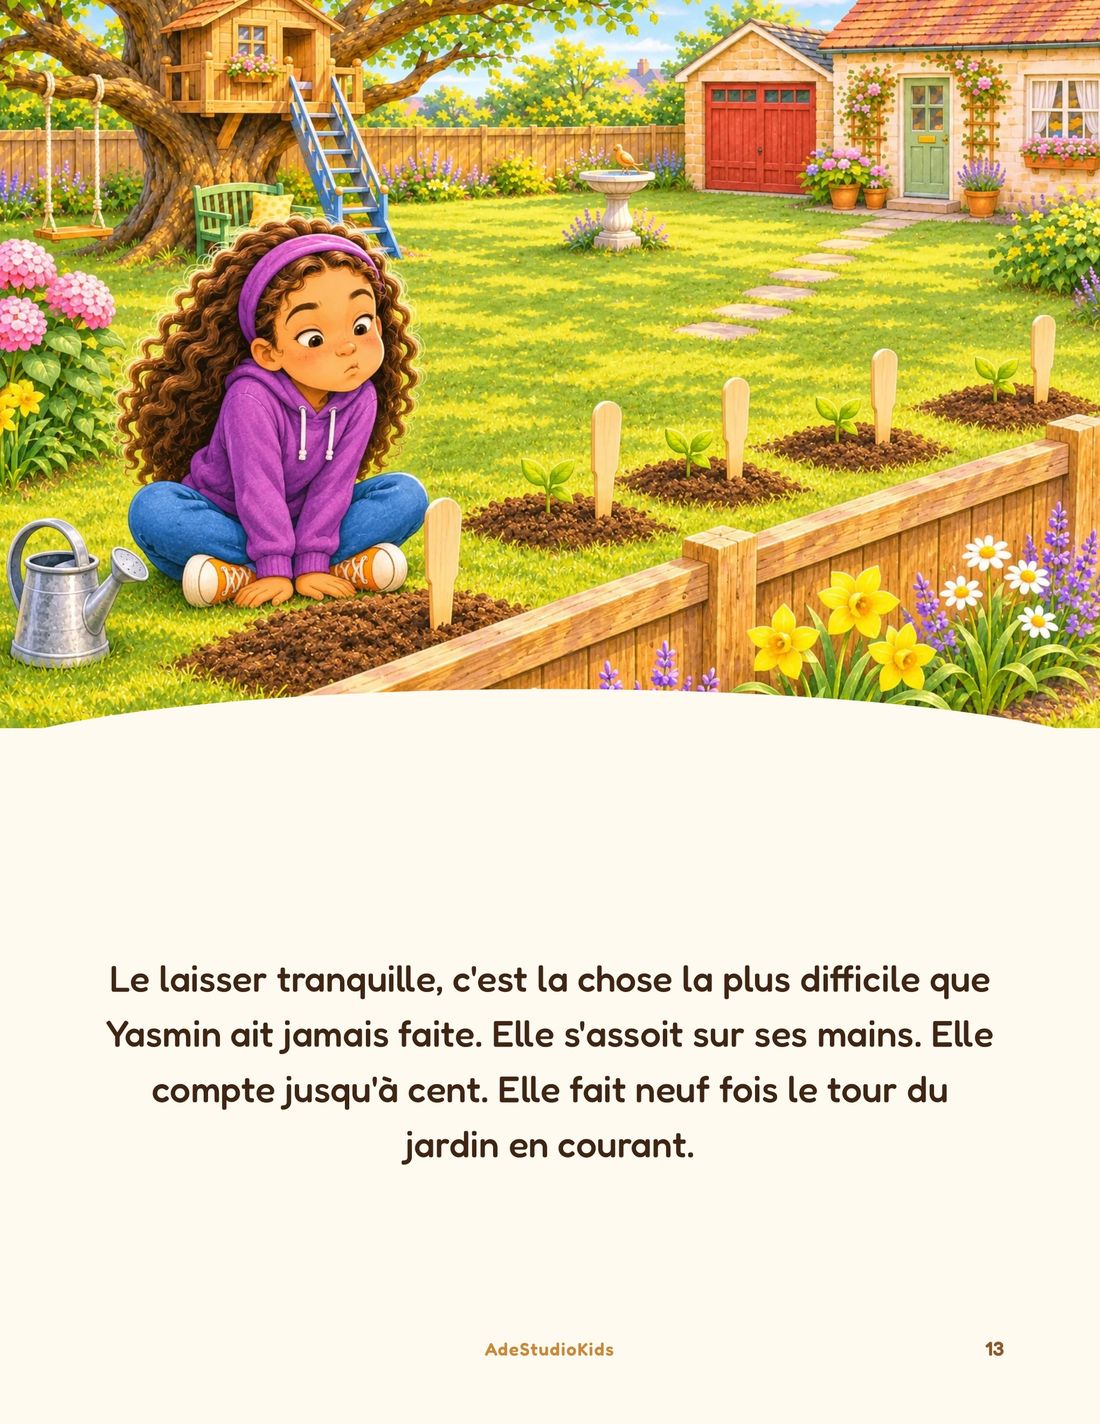 Le laisser tranquille, c'est la chose la plus difficile que
Yasmin ait jamais faite. Elle s'assoit sur ses mains. Elle
compte jusqu'à cent. Elle fait neuf fois le tour du
jardin en courant.
AdeStudioKids
13